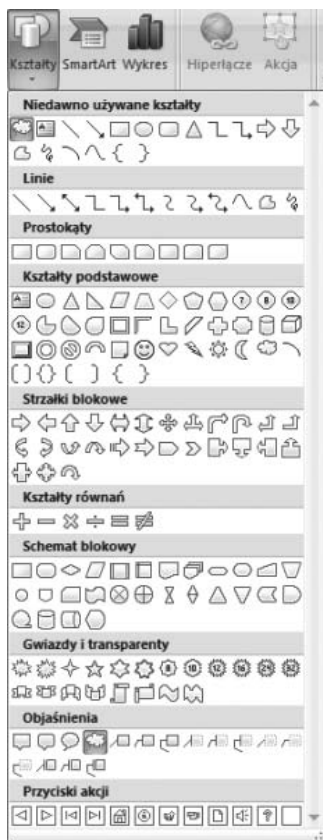 Kształty SmartArt Wykres Hiperłącze Akcja
Niedawno używane kształty
Linie
Prostokąty
Kształty podstawowe
Strzałki blokowe
Kształty równań
Schemat blokowy
Gwiazdy i transparenty
Objaśnienia
Przyciski akcji